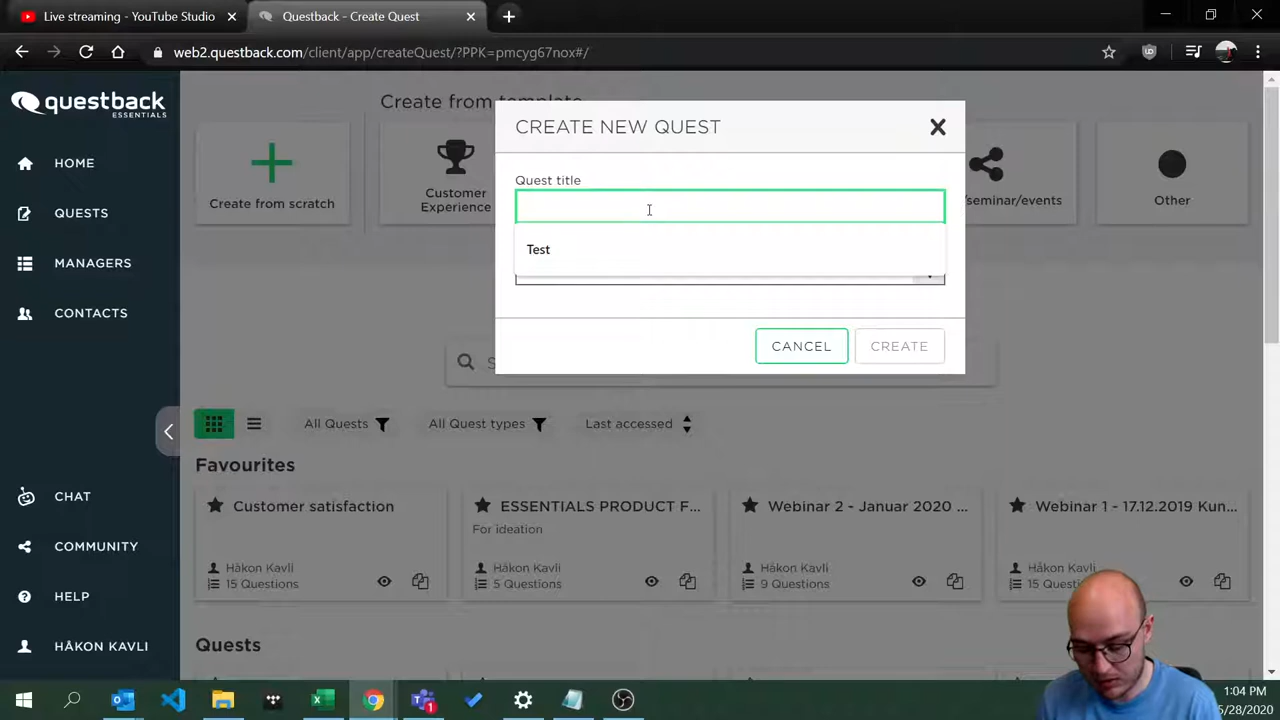 Live streaming - YouTube Studio
Questback - Create Quest
web2.questback.com/client/app/createQuest/?PPK=pmcyg67nox#/
questback
ESSENTIALS
HOME
QUESTS
MANAGERS
CONTACTS
CHAT
COMMUNITY
HELP
HÅKON KAVLI
Create from template
Create from scratch
Customer
Experience
/seminar/events
Other
CREATE NEW QUEST
Quest title
Test
CANCEL
CREATE
All Quests
All Quest types
Last accessed
Favourites
Customer satisfaction
Håkon Kavli
15 Questions
ESSENTIALS PRODUCT F...
For ideation
Håkon Kavli
5 Questions
Webinar 2 - Januar 2020 ...
Håkon Kavli
9 Questions
Webinar 1 - 17.12.2019 Kun...
Håkon Kavli
15 Questions
Quests
1
1:04 PM
5/28/2020